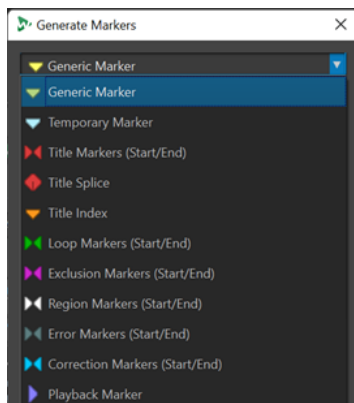 Generate Markers
Generic Marker
Generic Marker
Temporary Marker
Title Markers (Start/End)
Title Splice
Title Index
Loop Markers (Start/End)
Exclusion Markers (Start/End)
Region Markers (Start/End)
Error Markers (Start/End)
Correction Markers (Start/End)
Playback Marker